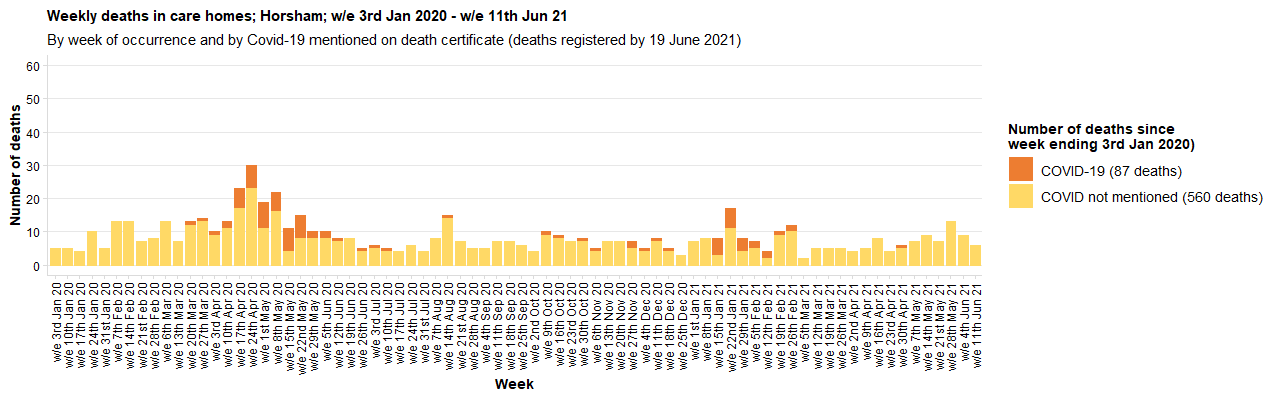 Weekly deaths in care homes; Horsham; w/e 3rd Jan 2020 - w/e 11th Jun 21
By week of occurrence and by Covid-19 mentioned on death certificate (deaths registered by 19 June 2021)
Number of deaths
60
50
40
30
20
10
0
w/e 3rd Jan 20
w/e 10th Jan 20
w/e 17th Jan 20
w/e 24th Jan 20
w/e 31st Jan 20
w/e 7th Feb 20
w/e 14th Feb 20
w/e 21st Feb 20
w/e 28th Feb 20
w/e 6th Mar 20
w/e 13th Mar 20
w/e 20th Mar 20
w/e 27th Mar 20
w/e 3rd Apr 20
w/e 10th Apr 20
w/e 17th Apr 20
w/e 24th Apr 20
w/e 1st May 20
w/e 8th May 20
w/e 15th May 20
w/e 22nd May 20
w/e 29th May 20
w/e 5th Jun 20
w/e 12th Jun 20
w/e 19th Jun 20
w/e 26th Jun 20
w/e 3rd Jul 20
w/e 10th Jul 20
w/e 17th Jul 20
w/e 24th Jul 20
w/e 31st Jul 20
w/e 7th Aug 20
w/e 14th Aug 20
w/e 21st Aug 20
w/e 28th Aug 20
w/e 4th Sep 20
w/e 11th Sep 20
w/e 18th Sep 20
w/e 25th Sep 20
w/e 2nd Oct 20
w/e 9th Oct 20
w/e 16th Oct 20
w/e 23rd Oct 20
w/e 30th Oct 20
w/e 6th Nov 20
w/e 13th Nov 20
w/e 20th Nov 20
w/e 27th Nov 20
w/e 4th Dec 20
w/e 11th Dec 20
w/e 18th Dec 20
w/e 25th Dec 20
w/e 1st Jan 21
w/e 8th Jan 21
w/e 15th Jan 21
w/e 22nd Jan 21
w/e 29th Jan 21
w/e 5th Feb 21
w/e 12th Feb 21
w/e 19th Feb 21
w/e 26th Feb 21
w/e 5th Mar 21
w/e 12th Mar 21
w/e 19th Mar 21
w/e 26th Mar 21
w/e 2nd Apr 21
w/e 9th Apr 21
w/e 16th Apr 21
w/e 23rd Apr 21
w/e 30th Apr 21
w/e 7th May 21
w/e 14th May 21
w/e 21st May 21
w/e 28th May 21
w/e 4th Jun 21
w/e 11th Jun 21
Week
Number of deaths since
week ending 3rd Jan 2020)
COVID-19 (87 deaths)
COVID not mentioned (560 deaths)